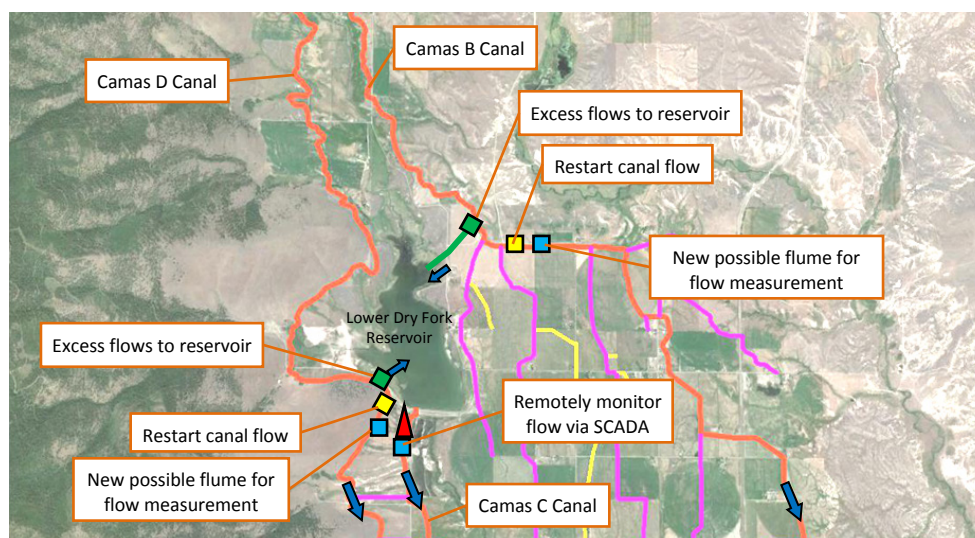 Camas B Canal
Camas D Canal
Excess flows to reservoir
Restart canal flow
New possible flume for
flow measurement
Lower Dry Fork
Reservoir
Excess flows to reservoir
Remotely monitor
flow via SCADA
Restart canal flow
New possible flume for
flow measurement
Camas C Canal